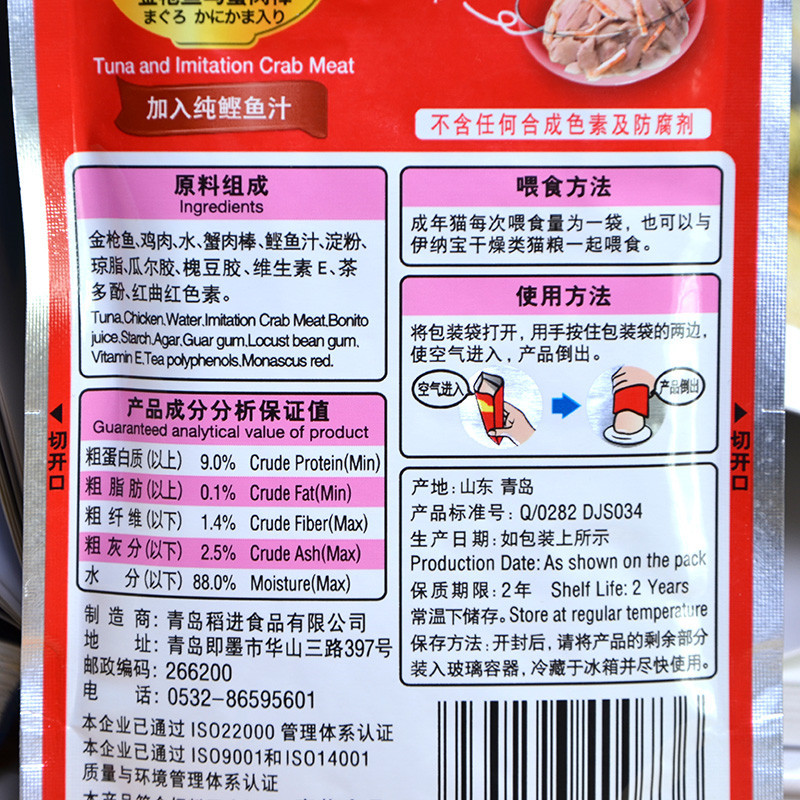 まぐろ かにかま入り
Tuna and Imitation Crab Meat
加入纯鲣鱼汁
不含任何合成色素及防腐剂
原料组成
Ingredients
金枪鱼、鸡肉、水、蟹肉棒、鲣鱼汁、淀粉、
琼脂、瓜尔胶、槐豆胶、维生素 E、茶
多酚、红曲红色素。
Tuna,Chicken,Water,Imitation Crab Meat,Bonito
juice,Starch,Agar,Guar gum,Locust bean gum,
Vitamin E,Tea polyphenols,Monascus red.
产品成分分析保证值
Guaranteed analytical value of product
粗蛋白质(以上) 9.0% Crude Protein(Min)
粗脂肪(以上) 0.1% Crude Fat(Min)
粗纤维(以下) 1.4% Crude Fiber(Max)
粗灰分(以下) 2.5% Crude Ash(Max)
水分(以下) 88.0% Moisture(Max)
制造商:青岛稻进食品有限公司
地址:青岛即墨市华山三路397号
邮政编码:266200
电话:0532-86595601
本企业已通过 ISO22000 管理体系认证
本企业已通过 ISO9001和ISO14001
质量与环境管理体系认证
喂食方法
成年猫每次喂食量为一袋，也可以与
伊纳宝干燥类猫粮一起喂食。
使用方法
将包装袋打开，用手按住包装袋的两边，
使空气进入，产品倒出。
空气进入
产品倒出
产地:山东 青岛
产品标准号: Q/0282 DJS034
生产日期:如包装上所示
Production Date: As shown on the pack
保质期限:2年 Shelf Life: 2 Years
常温下储存。Store at regular temperature
保存方法:开封后，请将产品的剩余部分
装入玻璃容器，冷藏于冰箱并尽快使用。
切开口
切开口